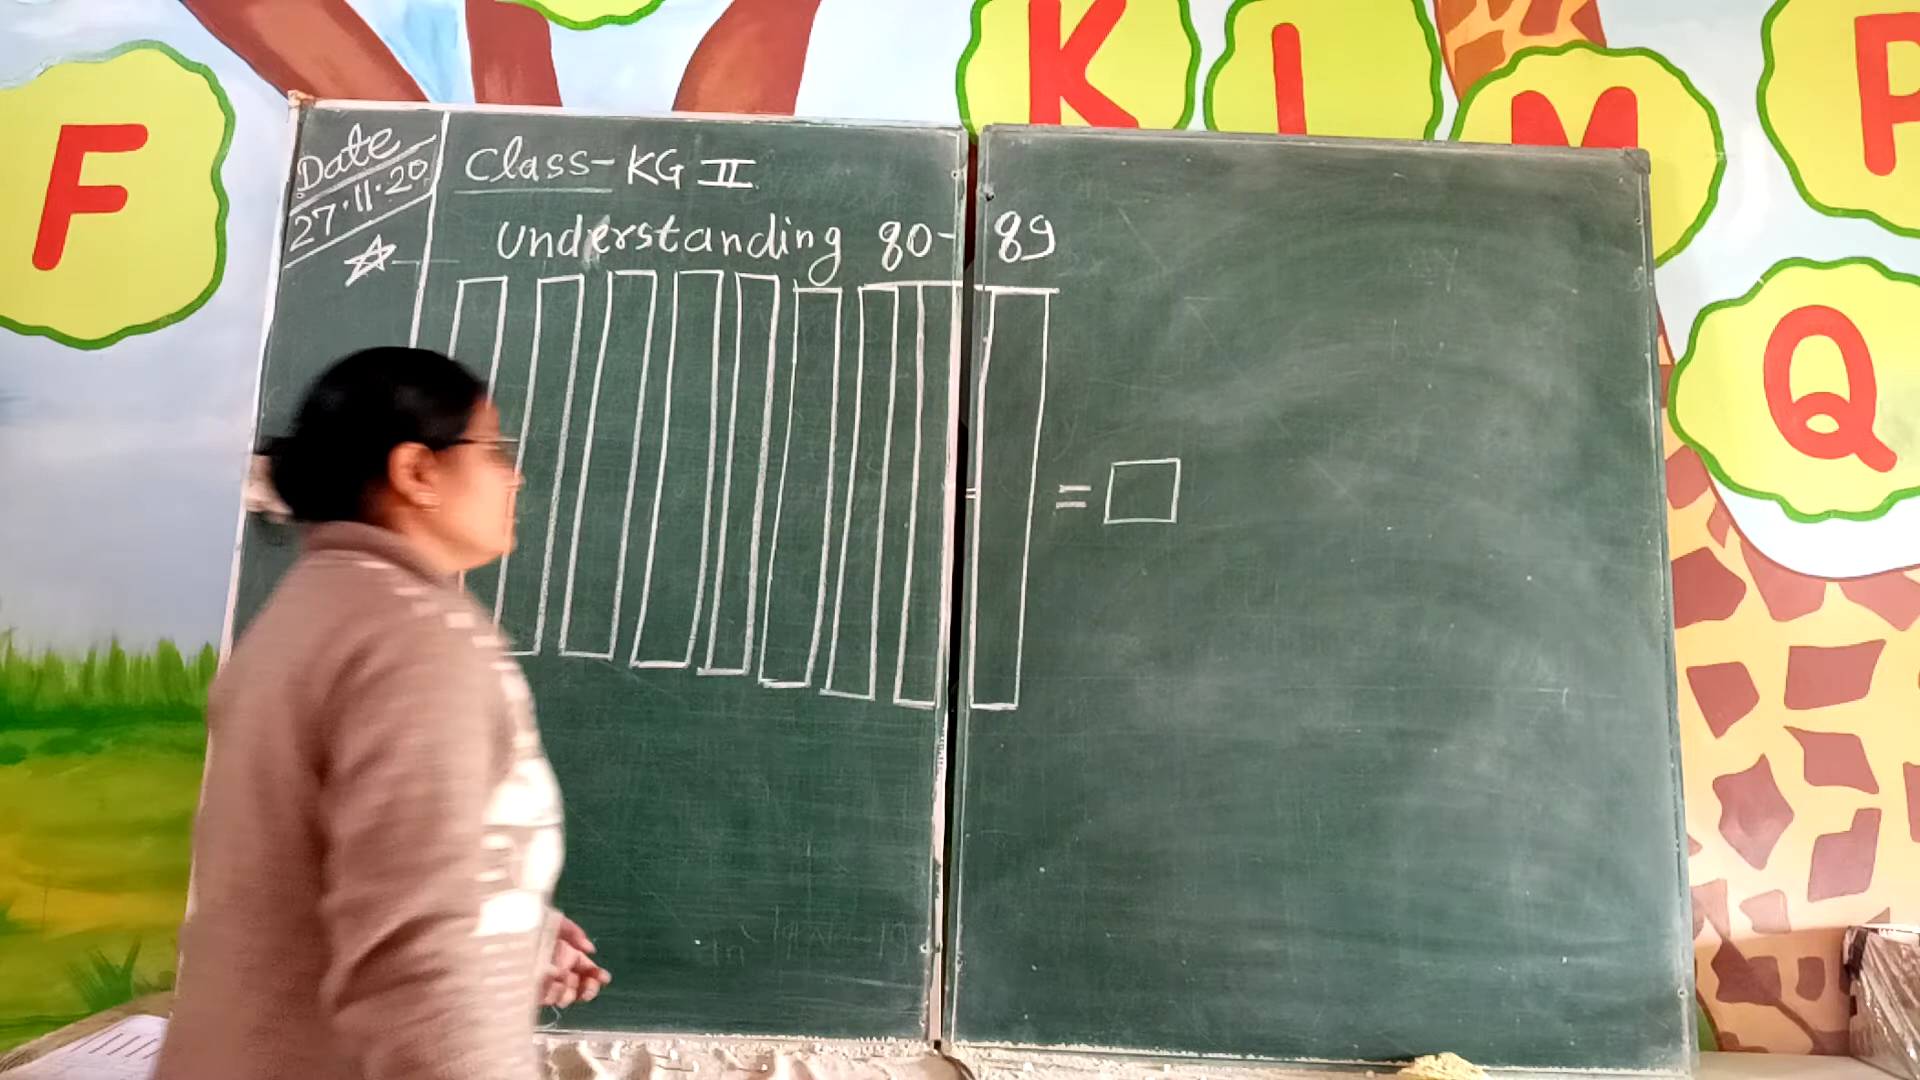 F
K
L
M
P
Q
Date
27.11.20
Class- KG II
Understanding 80- 89
=